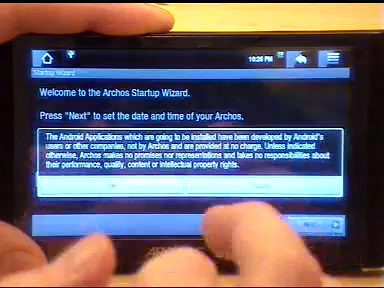 10:26 PM
Startup Wizard
Welcome to the Archos Startup Wizard.
Press "Next" to set the date and time of your Archos.
The Android Applications which are going to be installed have been developed by Android's
users or other companies, not by Archos and are provided at no charge. Unless indicated
otherwise, Archos makes no promises nor representations and takes no responsibilities about
their performance, quality, content or intellectual property rights.